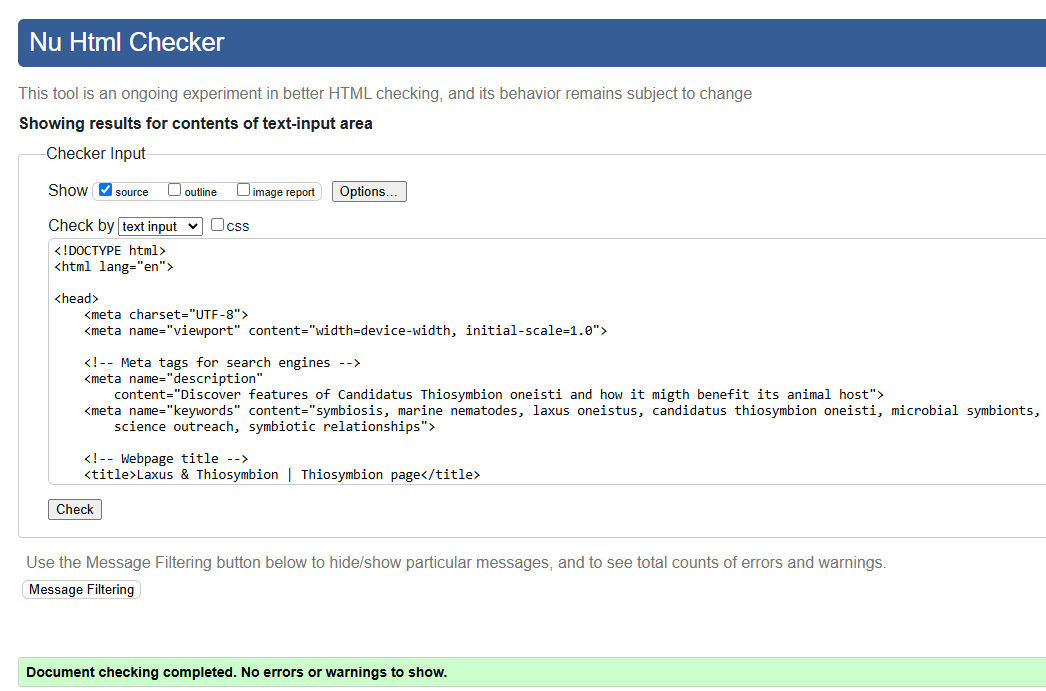 Nu Html Checker
This tool is an ongoing experiment in better HTML checking, and its behavior remains subject to change
Showing results for contents of text-input area
Checker Input
Show source outline image report Options...
Check by text input css
<!DOCTYPE html>
<html lang="en">
<head>
<meta charset="UTF-8">
<meta name="viewport" content="width=device-width, initial-scale=1.0">
<!-- Meta tags for search engines -->
<meta name="description"
content="Discover features of Candidatus Thiosymbion oneisti and how it migth benefit its animal host">
<meta name="keywords" content="symbiosis, marine nematodes, laxus oneistus, candidatus thiosymbion oneisti, microbial symbionts,
science outreach, symbiotic relationships">
<!-- Webpage title -->
<title>Laxus & Thiosymbion | Thiosymbion page</title>
Check
Use the Message Filtering button below to hide/show particular messages, and to see total counts of errors and warnings.
Message Filtering
Document checking completed. No errors or warnings to show.